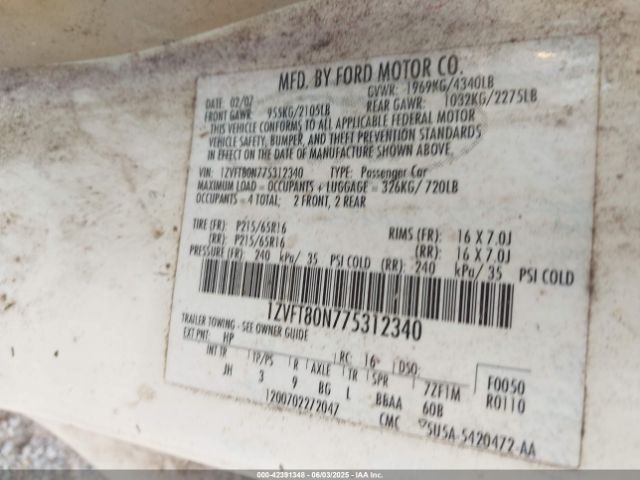 MFD. BY FORD MOTOR CO.
DATE: 02/07 GVWR: 1969KG/4340LB
FRONT GAWR: 955KG/2105LB REAR GAWR: 1032KG/2275LB
THIS VEHICLE CONFORMS TO ALL APPLICABLE FEDERAL MOTOR
VEHICLE SAFETY, BUMPER, AND THEFT PREVENTION STANDARDS
IN EFFECT ON THE DATE OF MANUFACTURE SHOWN ABOVE.
VIN: 1ZVFT80N775312340 TYPE: Passenger Car
MAXIMUM LOAD = OCCUPANTS + LUGGAGE = 326KG/ 720LB
OCCUPANTS = 4 TOTAL: 2 FRONT, 2 REAR
TIRE (FR): P215/65R16 RIMS (FR): 16 X 7.0J
(RR): P215/65R16 (RR): 16 X 7.0J
PRESSURE (FR): 240 kPa/ 35 PSI COLD (RR): 240 kPa/ 35 PSI COLD
1ZVFT80N775312340
TRAILER TOWING - SEE OWNER GUIDE
EXT PNT: HP RC: 16 DSO:
INT TR TP/PS R AXLE TR SPR 7ZF1M F0050
JH 3 9 BG L BBAA 60B R0110
1200702272047 CMC 5U5A-5420472-AA
000-42391348 - 06/03/2025 - IAAI.COM